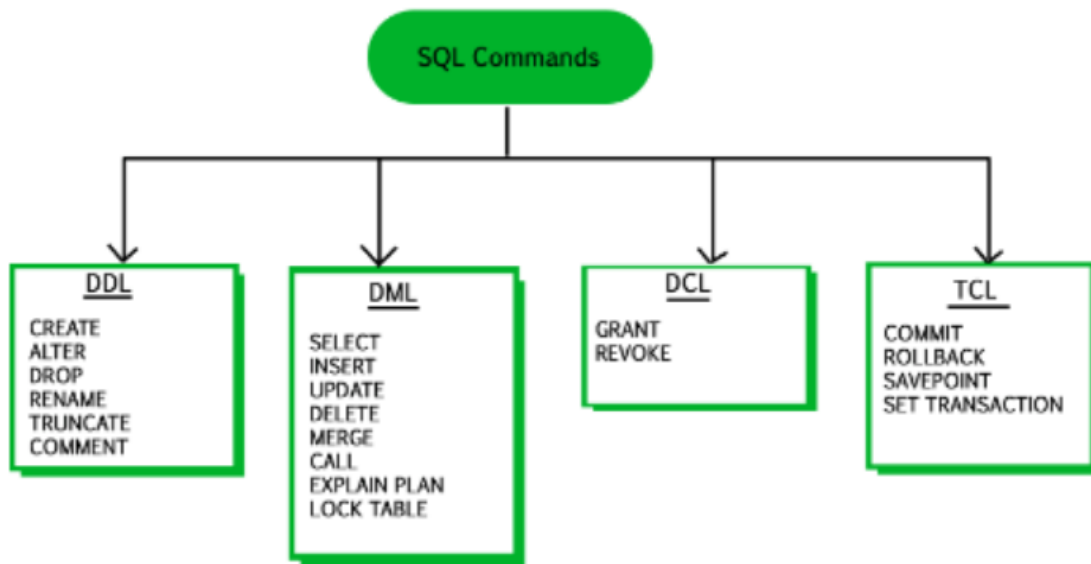 SQL Commands
DDL
CREATE
ALTER
DROP
RENAME
TRUNCATE
COMMENT
DML
SELECT
INSERT
UPDATE
DELETE
MERGE
CALL
EXPLAIN PLAN
LOCK TABLE
DCL
GRANT
REVOKE
TCL
COMMIT
ROLLBACK
SAVEPOINT
SET TRANSACTION